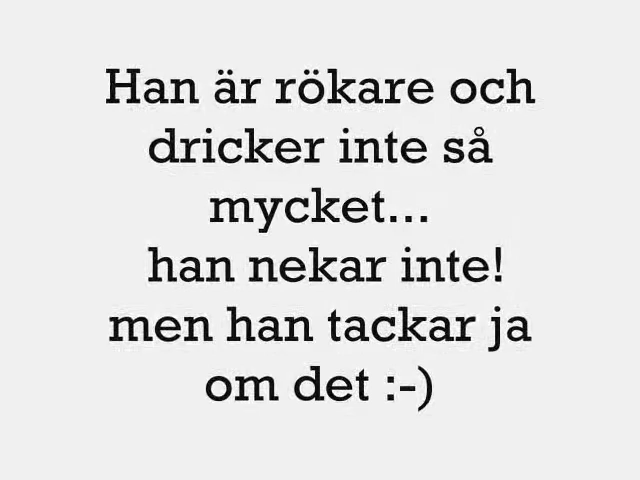 Han är rökare och
dricker inte så
mycket...
han nekar inte!
men han tackar ja
om det :-)